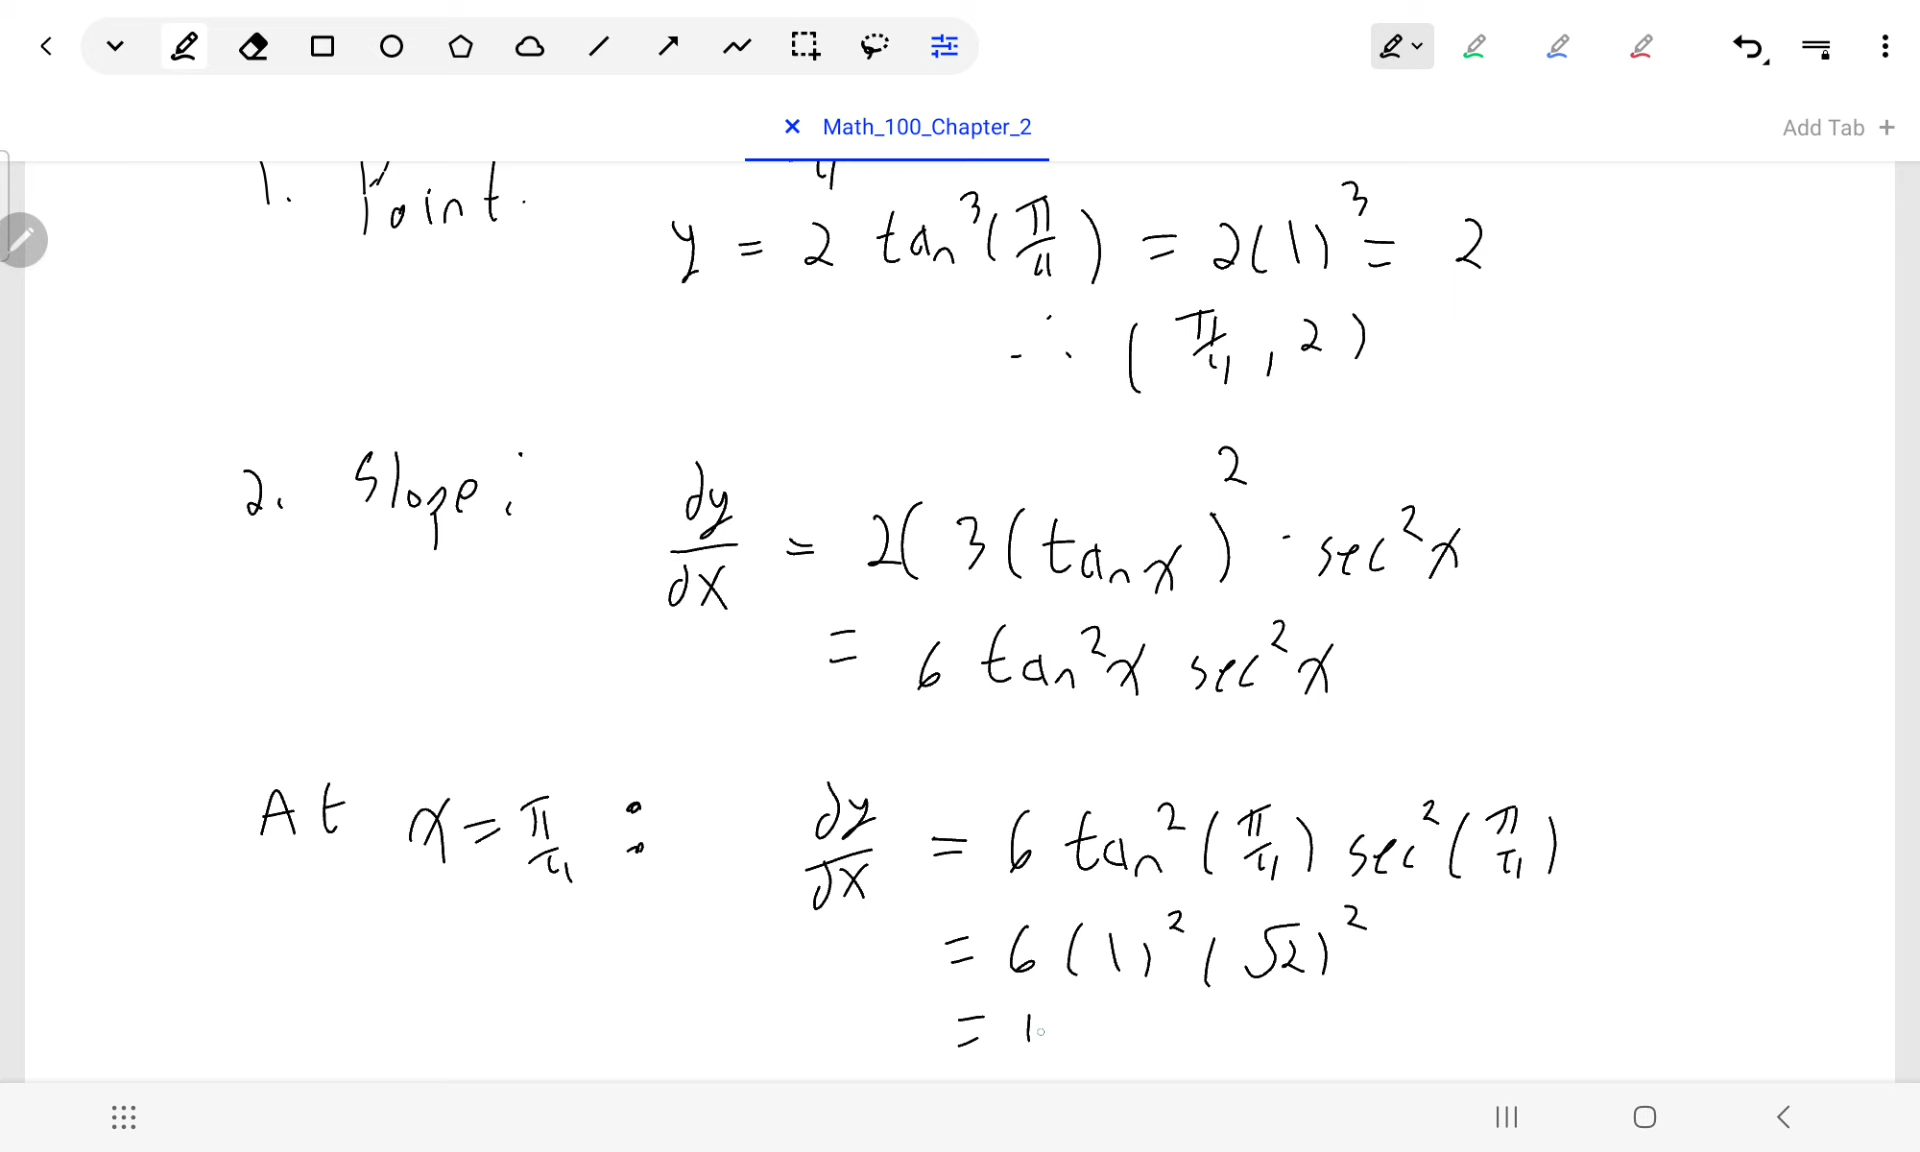 Math_100_Chapter_2
Add Tab +
1. Point. 4
y = 2 tan³(π/4) = 2(1)³ = 2
∴ (π/4, 2)
2. Slope: dy/dx = 2(3(tanx)² · sec²x
= 6 tan²x sec²x
At x = π/4 : dy/dx = 6 tan²(π/4) sec²(π/4)
= 6(1)²(√2)²
= 1